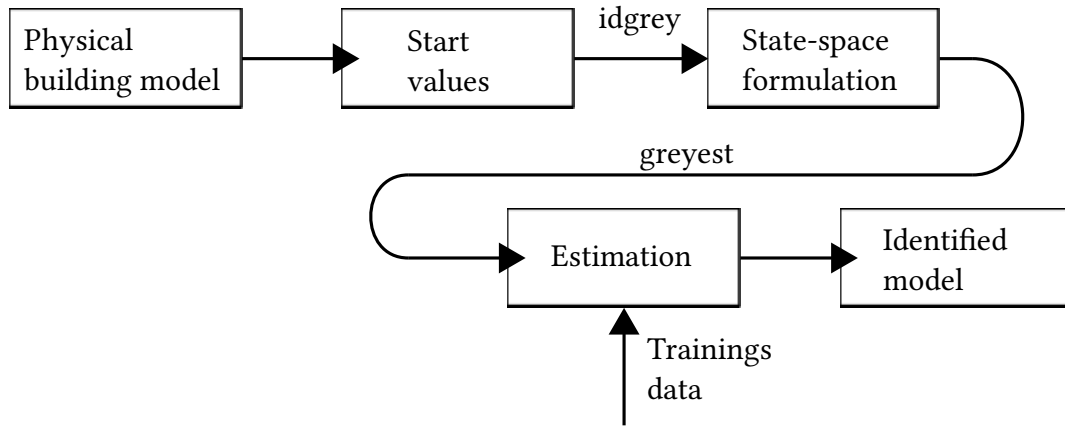 Physical
building model
Start
values
idgrey
State-space
formulation
greyest
Estimation
Identified
model
Trainings
data